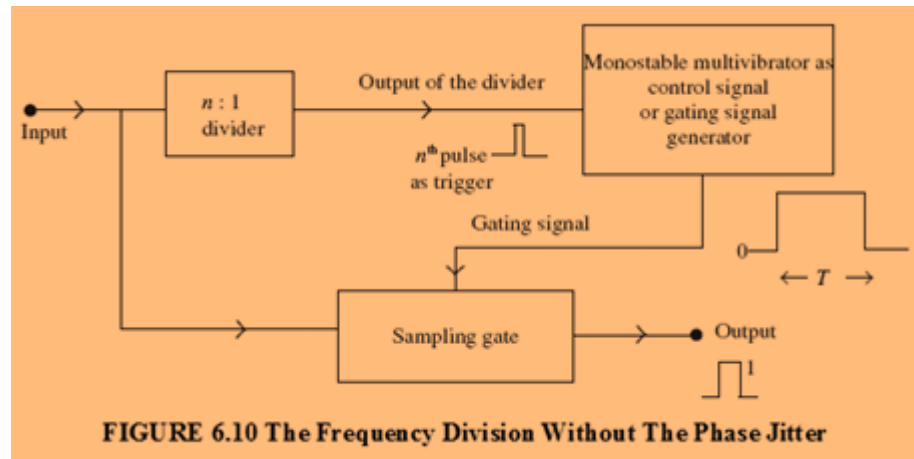 Input
n : 1
divider
Output of the divider
nth pulse
as trigger
Monostable multivibrator as
control signal
or gating signal
generator
Gating signal
0
T
Sampling gate
Output
1
FIGURE 6.10 The Frequency Division Without The Phase Jitter